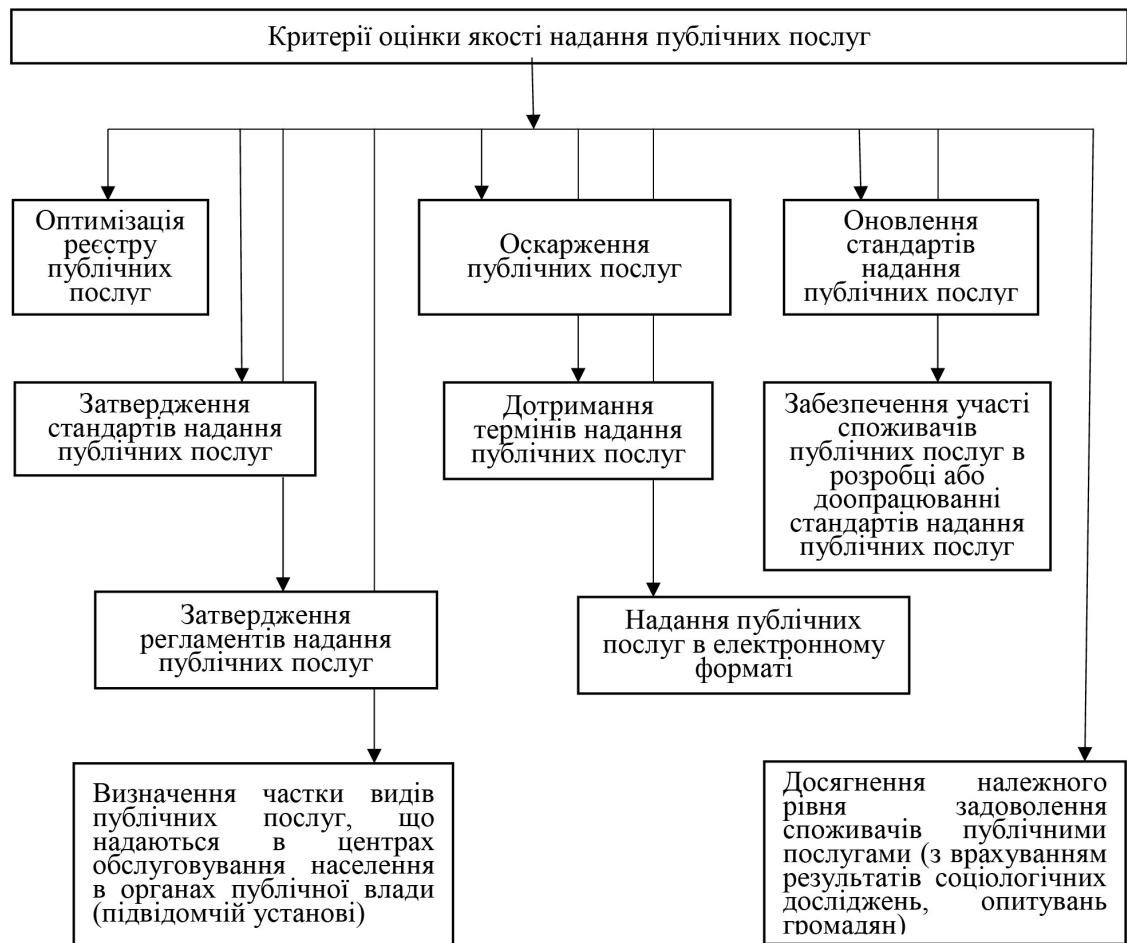 Критерії оцінки якості надання публічних послуг
Оптимізація
реєстру
публічних
послуг
Оскарження
публічних послуг
Оновлення
стандартів
надання
публічних послуг
Затвердження
стандартів надання
публічних послуг
Дотримання
термінів надання
публічних послуг
Забезпечення участі
споживачів
публічних послуг в
розробці або
доопрацюванні
стандартів надання
публічних послуг
Затвердження
регламентів надання
публічних послуг
Надання публічних
послуг в електронному
форматі
Визначення частки видів
публічних послуг, що
надаються в центрах
обслуговування населення
в органах публічної влади
(підвідомчій установі)
Досягнення належного
рівня задоволення
споживачів публічними
послугами (з врахуванням
результатів соціологічних
досліджень, опитувань
громадян)